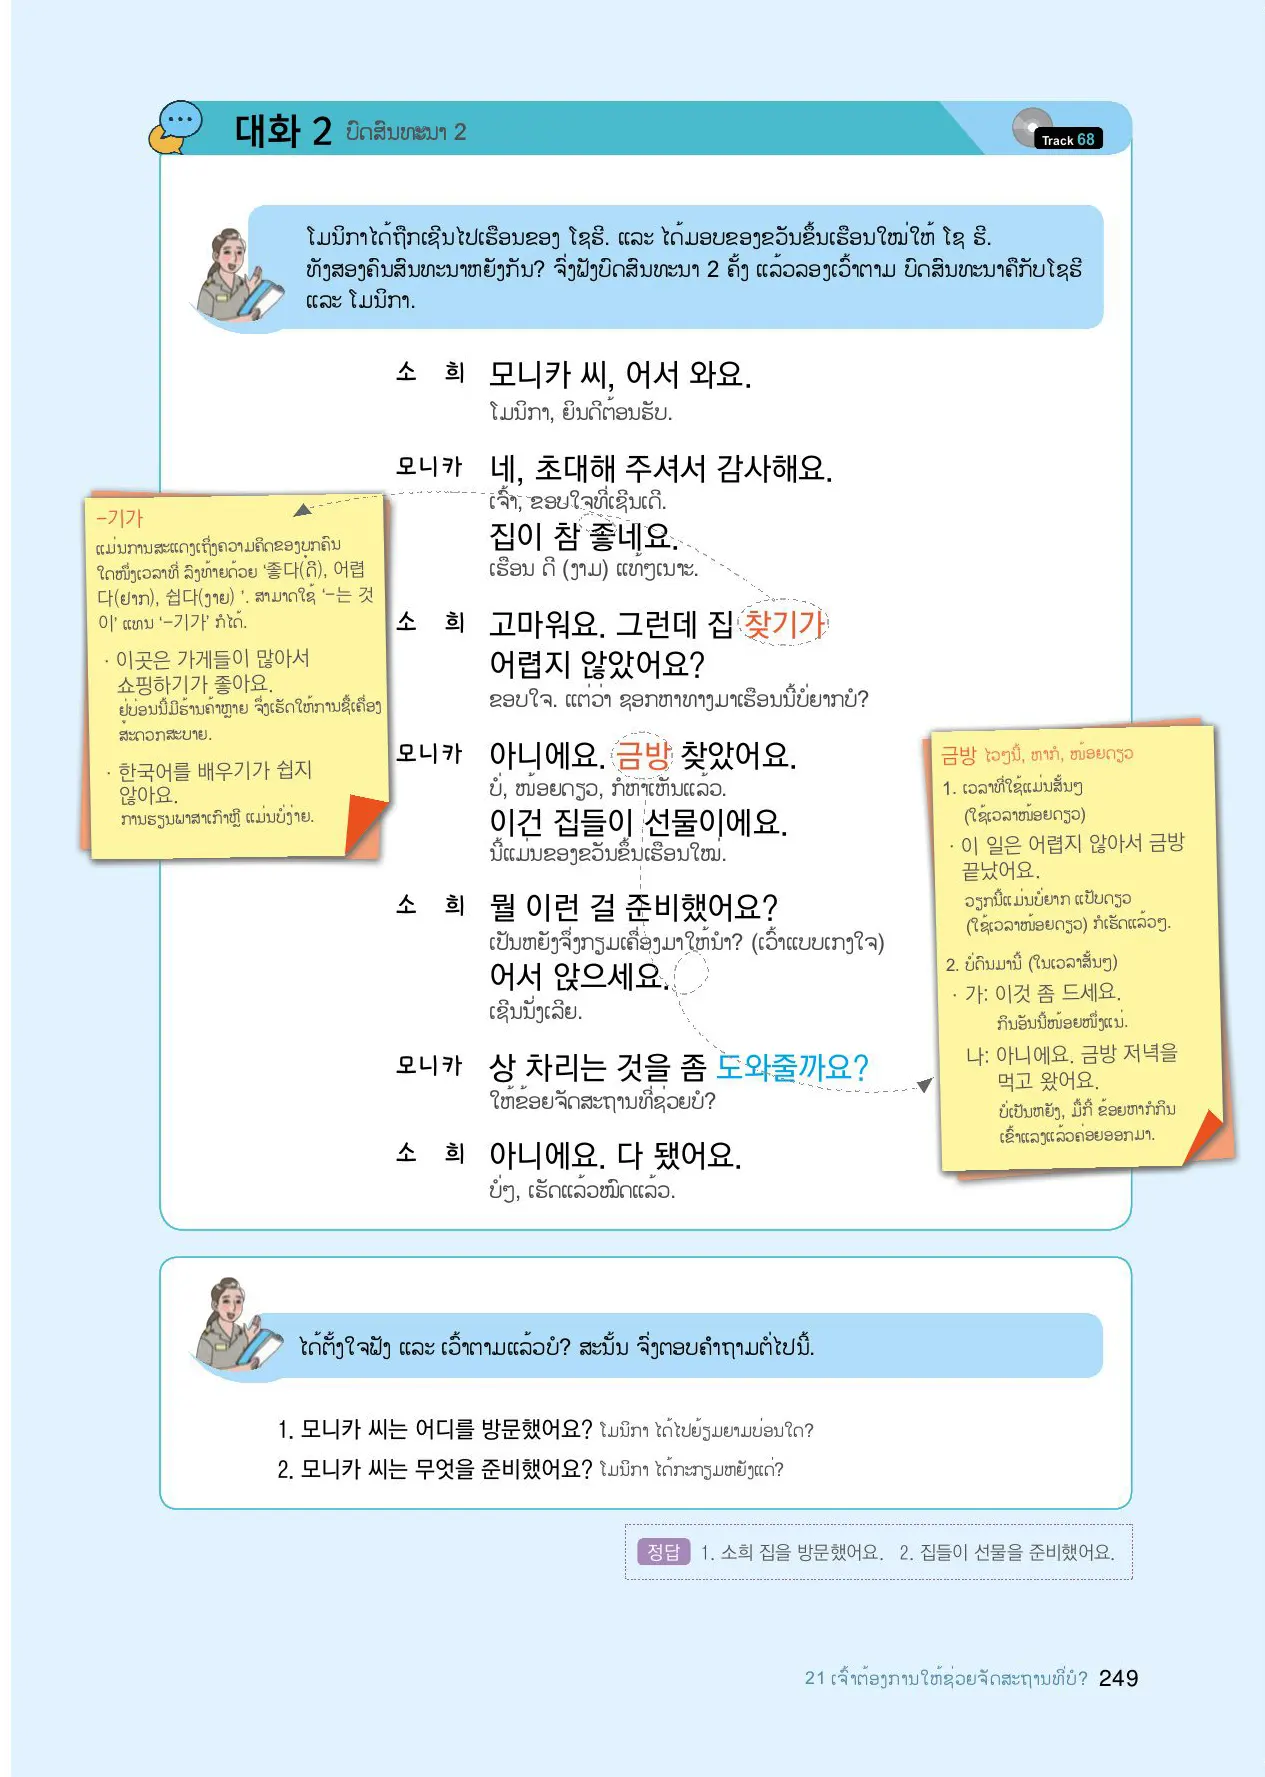 대화 2 ບົດສົນທະນາ 2
Track 68
ໂມນິກາໄດ້ຖືກເຊີນໄປເຮືອນຂອງ ໂຊຮີ. ແລະ ໄດ້ມອບຂອງຂວັນຂຶ້ນເຮືອນໃໝ່ໃຫ້ ໂຊ ຮີ.
ທັງສອງຄົນສົນທະນາຫຍັງກັນ? ຈົ່ງຟັງບົດສົນທະນາ 2 ຄັ້ງ ແລ້ວລອງເວົ້າຕາມ ບົດສົນທະນາຄືກັບໂຊຮີ
ແລະ ໂມນິກາ.
소 희 모니카 씨, 어서 와요.
ໂມນິກາ, ຍິນດີຕ້ອນຮັບ.
모니카 네, 초대해 주셔서 감사해요.
ເຈົ້າ, ຂອບໃຈທີ່ເຊີນເດີ.
집이 참 좋네요.
ເຮືອນ ດີ (ງາມ) ແທ້ໆເນາະ.
소 희 고마워요. 그런데 집 찾기가
어렵지 않았어요?
ຂອບໃຈ. ແຕ່ວ່າ ຊອກຫາທາງມາເຮືອນນີ້ບໍ່ຍາກບໍ?
모니카 아니에요. 금방 찾았어요.
ບໍ່, ໜ້ອຍດຽວ, ກໍຫາເຫັນແລ້ວ.
이건 집들이 선물이에요.
ນີ້ແມ່ນຂອງຂວັນຂຶ້ນເຮືອນໃໝ່.
소 희 뭘 이런 걸 준비했어요?
ເປັນຫຍັງຈຶ່ງກຽມເຄື່ອງມາໃຫ້ນຳ? (ເວົ້າແບບເກງໃຈ)
어서 앉으세요.
ເຊີນນັ່ງເລີຍ.
모니카 상 차리는 것을 좀 도와줄까요?
ໃຫ້ຂ້ອຍຈັດສະຖານທີ່ຊ່ວຍບໍ?
소 희 아니에요. 다 됐어요.
ບໍ່ໆ, ເຮັດແລ້ວໝົດແລ້ວ.
-기가
ແມ່ນການສະແດງເຖິງຄວາມຄິດຂອງບຸກຄົນ
ໃດໜຶ່ງເວລາທີ່ ລົງທ້າຍດ້ວຍ '좋다(ດີ), 어렵
다(ຍາກ), 쉽다(ງາຍ) '. ສາມາດໃຊ້ '-는 것
이' ແທນ '-기가' ກໍໄດ້.
· 이곳은 가게들이 많아서
쇼핑하기가 좋아요.
ຢູ່ບ່ອນນີ້ມີຮ້ານຄ້າຫຼາຍ ຈຶ່ງເຮັດໃຫ້ການຊື້ເຄື່ອງ
ສະດວກສະບາຍ.
· 한국어를 배우기가 쉽지
않아요.
ການຮຽນພາສາເກົາຫຼີ ແມ່ນບໍ່ງ່າຍ.
금방 ໄວໆນີ້, ຫາກໍ, ໜ້ອຍດຽວ
1. ເວລາທີ່ໃຊ້ແມ່ນສັ້ນໆ
(ໃຊ້ເວລາໜ້ອຍດຽວ)
· 이 일은 어렵지 않아서 금방
끝났어요.
ວຽກນີ້ແມ່ນບໍ່ຍາກ ແປັບດຽວ
(ໃຊ້ເວລາໜ້ອຍດຽວ) ກໍເຮັດແລ້ວໆ.
2. ບໍ່ດົນມານີ້ (ໃນເວລາສັ້ນໆ)
· 가: 이것 좀 드세요.
ກິນອັນນີ້ໜ້ອຍໜຶ່ງແນ່.
나: 아니에요. 금방 저녁을
먹고 왔어요.
ບໍ່ເປັນຫຍັງ, ມື້ກີ້ ຂ້ອຍຫາກໍກິນ
ເຂົ້າແລງແລ້ວຄ່ອຍອອກມາ.
ໄດ້ຕັ້ງໃຈຟັງ ແລະ ເວົ້າຕາມແລ້ວບໍ? ສະນັ້ນ ຈົ່ງຕອບຄຳຖາມຕໍ່ໄປນີ້.
1. 모니카 씨는 어디를 방문했어요? ໂມນິກາ ໄດ້ໄປຢ້ຽມຢາມບ່ອນໃດ?
2. 모니카 씨는 무엇을 준비했어요? ໂມນິກາ ໄດ້ກະກຽມຫຍັງແດ່?
정답 1. 소희 집을 방문했어요. 2. 집들이 선물을 준비했어요.
21 ເຈົ້າຕ້ອງການໃຫ້ຊ່ວຍຈັດສະຖານທີ່ບໍ? 249